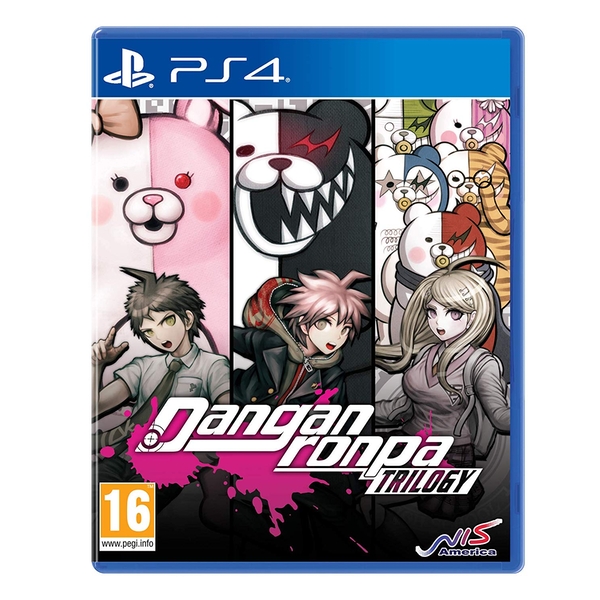 PS4
Dangan
ronpa
TRILOGY
16
www.pegi.info
NIS
America